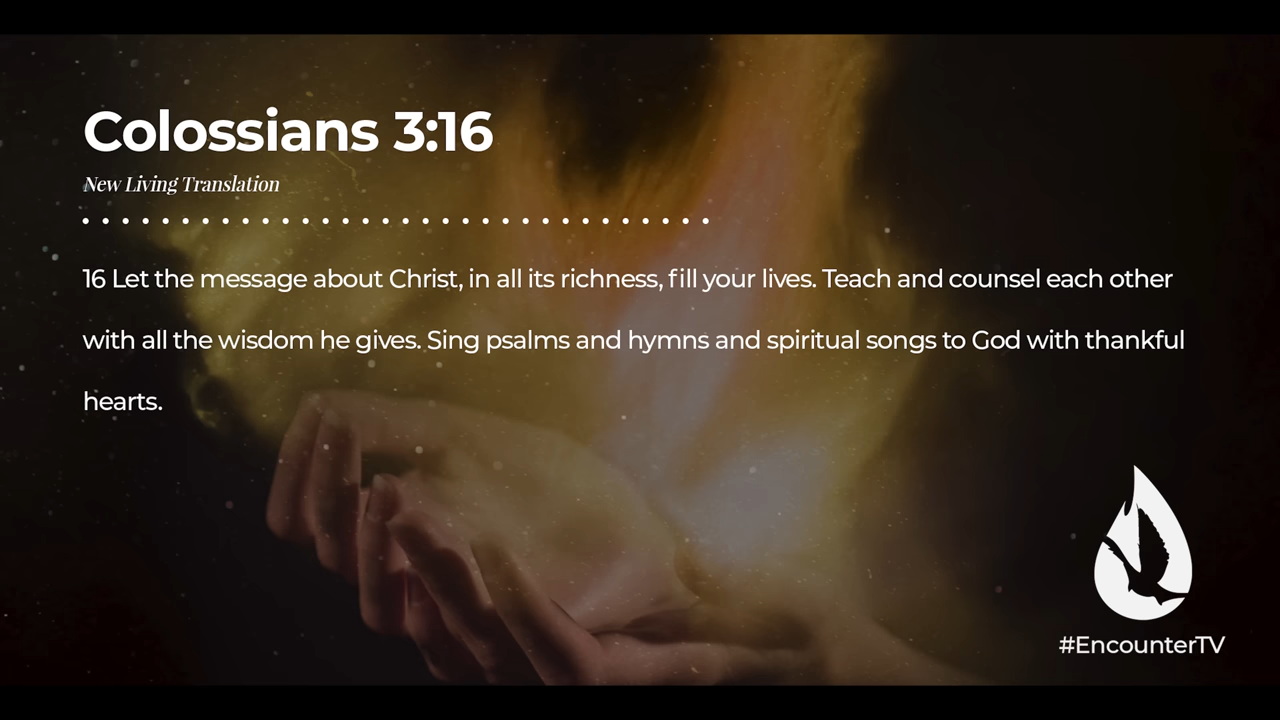 Colossians 3:16
New Living Translation
16 Let the message about Christ, in all its richness, fill your lives. Teach and counsel each other
with all the wisdom he gives. Sing psalms and hymns and spiritual songs to God with thankful
hearts.
#EncounterTV